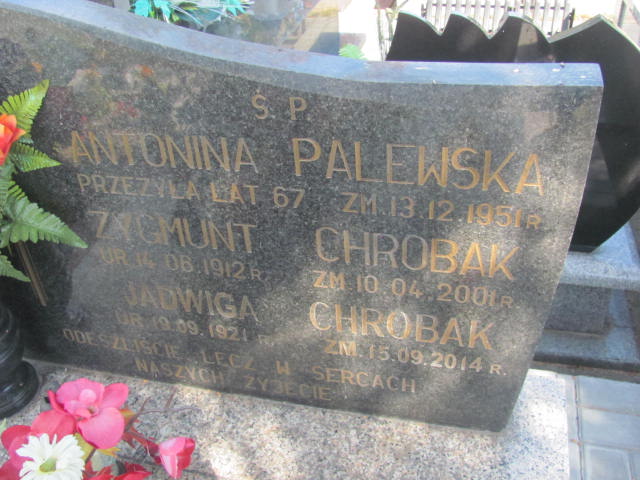 Ś. P.
ANTONINA PALEWSKA
PRZEŻYŁA LAT 67 ZM. 13.12.1951 R.
ZYGMUNT CHROBAK
UR. 14.06.1912 R. ZM 10.04.2001 R.
JADWIGA CHROBAK
UR. 19.09.1921 R. ZM. 15.09.2014 R.
ODESZLIŚCIE LECZ W SERCACH
NASZYCH ŻYJECIE